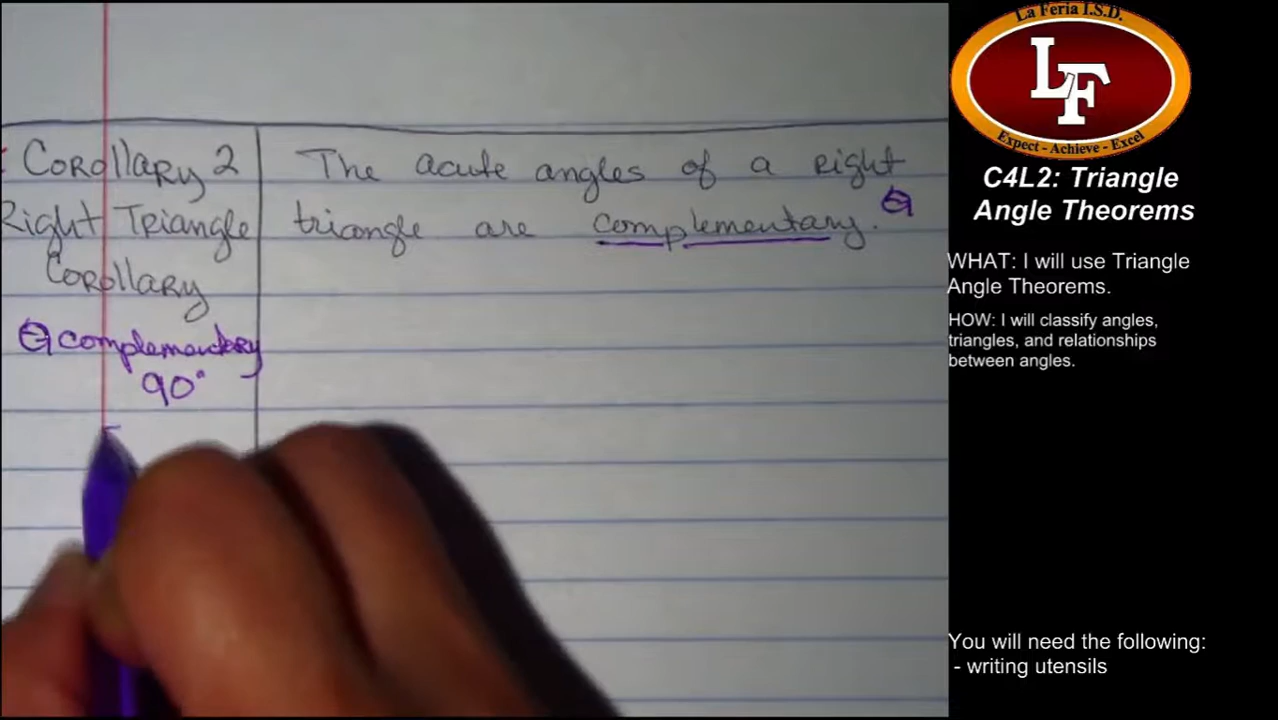 Corollary 2
Right Triangle
Corollary
complementary
90°
The acute angles of a Right
triangle are complementary.
La Feria I.S.D.
LF
Expect - Achieve - Excel
C4L2: Triangle
Angle Theorems
WHAT: I will use Triangle
Angle Theorems.
HOW: I will classify angles,
triangles, and relationships
between angles.
You will need the following:
- writing utensils